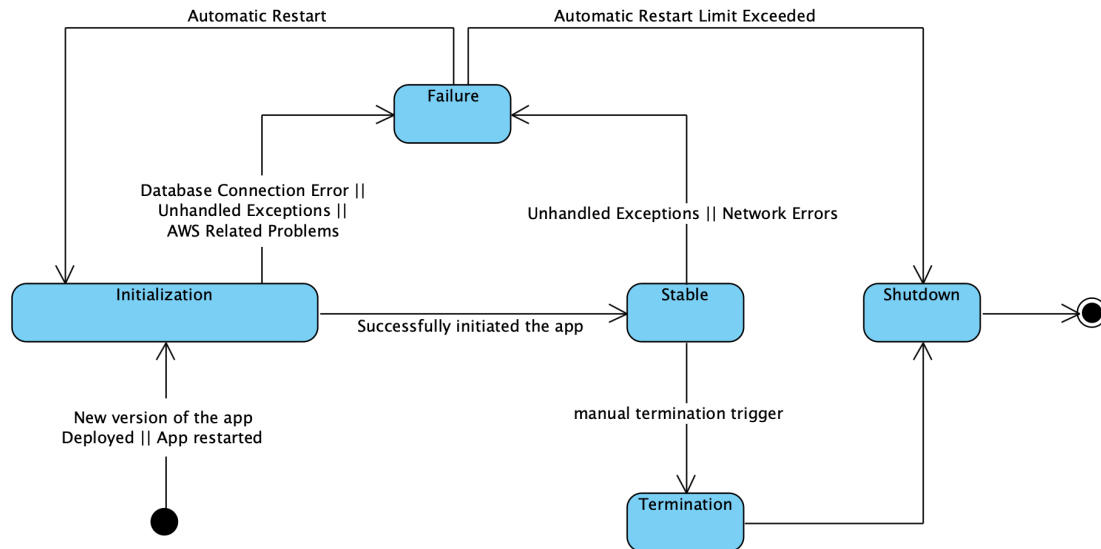 Automatic Restart
Automatic Restart Limit Exceeded
Failure
Database Connection Error ||
Unhandled Exceptions ||
AWS Related Problems
Unhandled Exceptions || Network Errors
Initialization
Stable
Shutdown
Successfully initiated the app
New version of the app
Deployed || App restarted
manual termination trigger
Termination